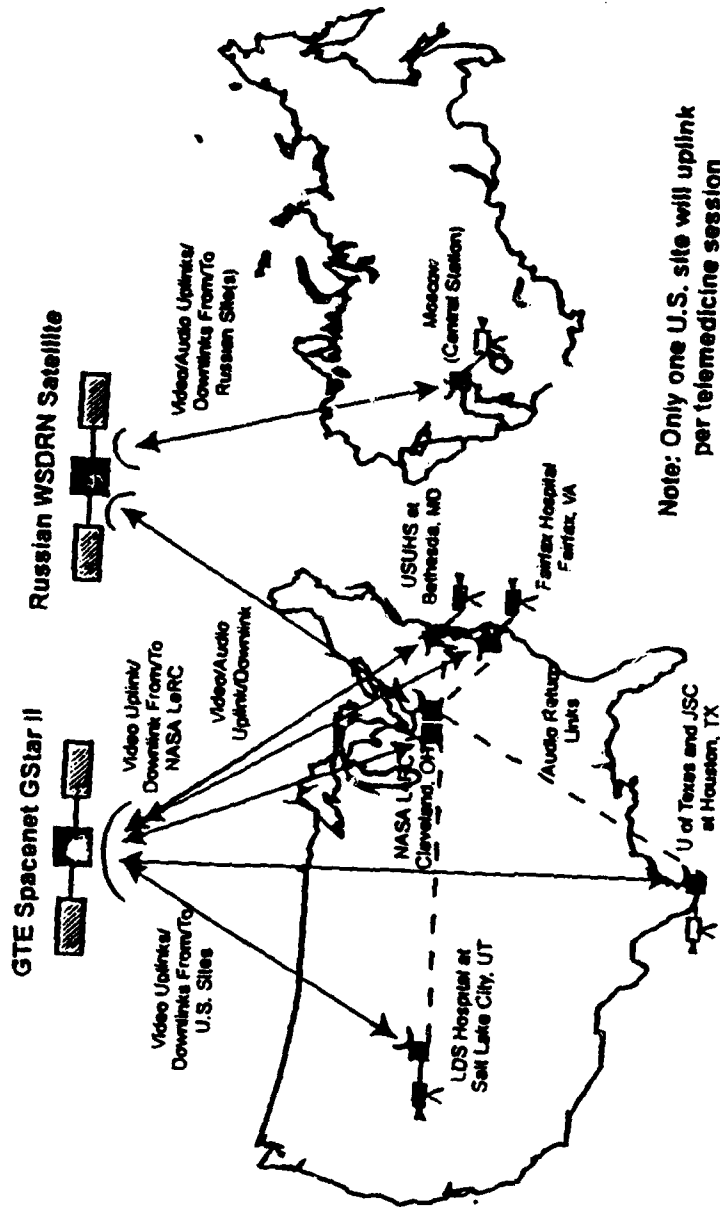 GTE Spacenet GStar II
Russian WSDRN Satellite
Video Uplinks/
Downlinks From/To
U.S. Sites
Video Uplink/
Downlink From/To
NASA LeRC
Video/Audio
Uplink/Downlink
Video/Audio Uplinks/
Downlinks From/To
Russian Site(s)
LDS Hospital at
Salt Lake City, UT
NASA LeRC
Cleveland, OH
USUHS at
Bethesda, MD
Fairfax Hospital
Fairfax, VA
Moscow
(Central Station)
Audio Return
Links
U of Texas and JSC
at Houston, TX
Note: Only one U.S. site will uplink
per telemedicine session